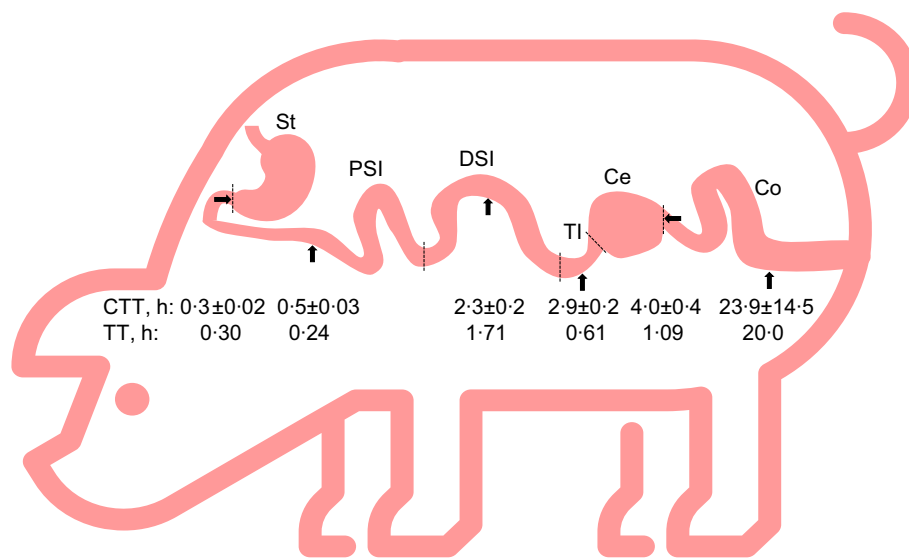 St
PSI
DSI
Ce
Co
TI
CTT, h: 0·3±0·02 0·5±0·03 2·3±0·2 2·9±0·2 4·0±0·4 23·9±14·5
TT, h: 0·30 0·24 1·71 0·61 1·09 20·0